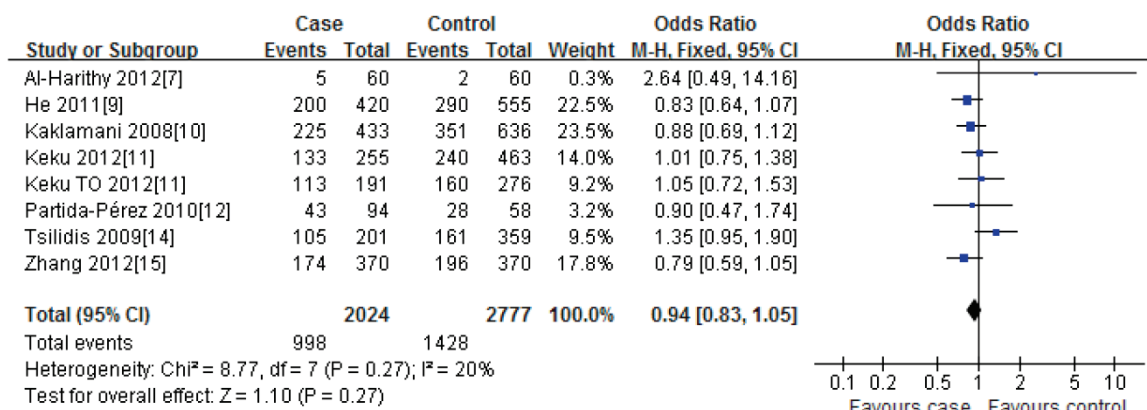 Case Control Odds Ratio Odds Ratio
Study or Subgroup Events Total Events Total Weight M-H, Fixed, 95% CI M-H, Fixed, 95% CI
Al-Harithy 2012[7] 5 60 2 60 0.3% 2.64 [0.49, 14.16]
He 2011[9] 200 420 290 555 22.5% 0.83 [0.64, 1.07]
Kaklamani 2008[10] 225 433 351 636 23.5% 0.88 [0.69, 1.12]
Keku 2012[11] 133 255 240 463 14.0% 1.01 [0.75, 1.38]
Keku TO 2012[11] 113 191 160 276 9.2% 1.05 [0.72, 1.53]
Partida-Pérez 2010[12] 43 94 28 58 3.2% 0.90 [0.47, 1.74]
Tsilidis 2009[14] 105 201 161 359 9.5% 1.35 [0.95, 1.90]
Zhang 2012[15] 174 370 196 370 17.8% 0.79 [0.59, 1.05]
Total (95% CI) 2024 2777 100.0% 0.94 [0.83, 1.05]
Total events 998 1428
Heterogeneity: Chi² = 8.77, df = 7 (P = 0.27); I² = 20%
Test for overall effect: Z = 1.10 (P = 0.27)
0.1 0.2 0.5 1 2 5 10
Favours case Favours control